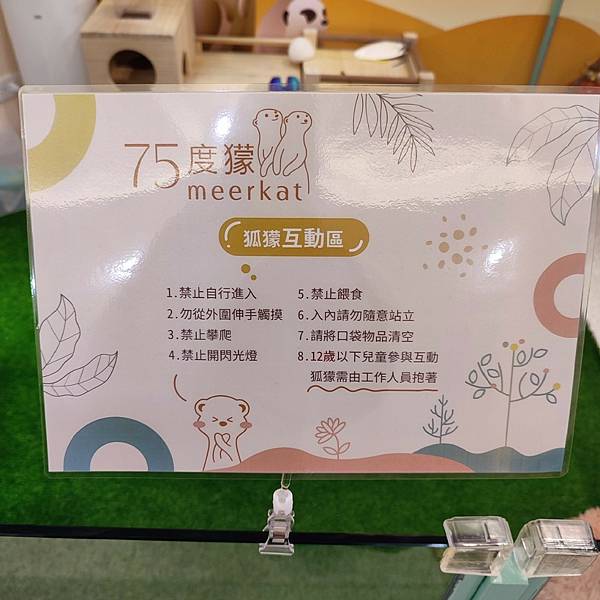 75度獴
meerkat
狐獴互動區
1.禁止自行進入
2.勿從外圍伸手觸摸
3.禁止攀爬
4.禁止開閃光燈
5.禁止餵食
6.入內請勿隨意站立
7.請將口袋物品清空
8.12歲以下兒童參與互動
狐獴需由工作人員抱著